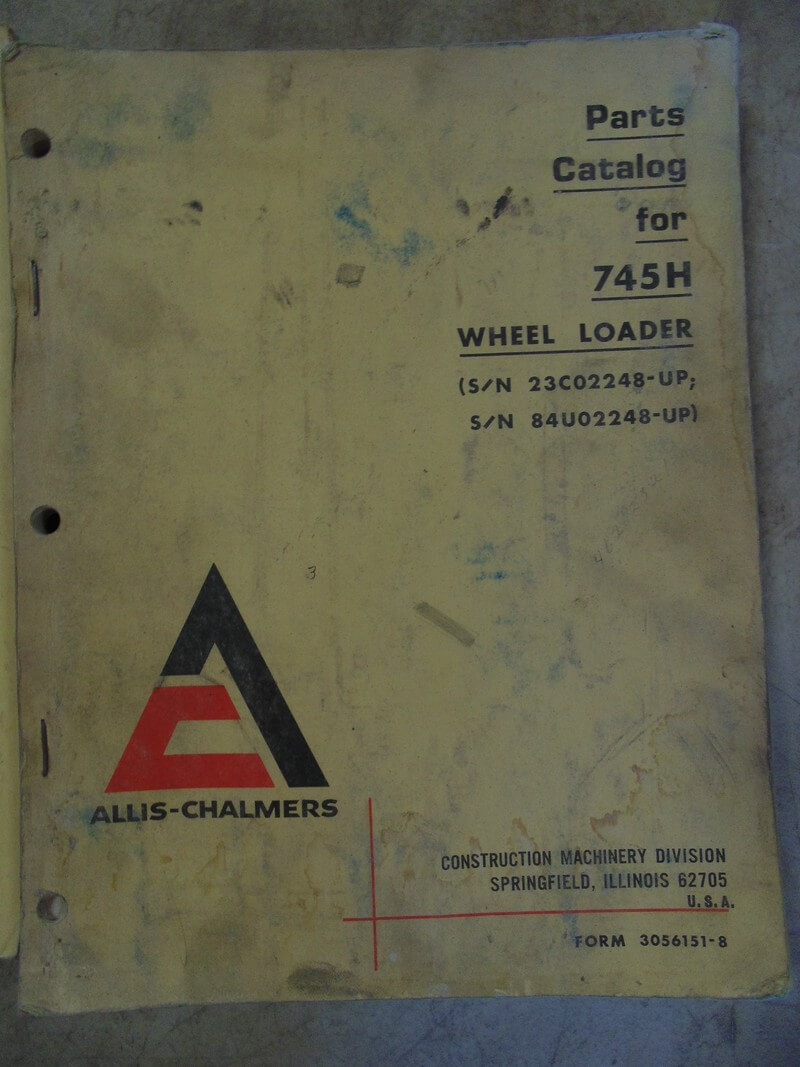 Parts
Catalog
for
745H
WHEEL LOADER
(S/N 23C02248-UP;
S/N 84U02248-UP)
3
ALLIS-CHALMERS
CONSTRUCTION MACHINERY DIVISION
SPRINGFIELD, ILLINOIS 62705
U.S.A.
FORM 3056151-8